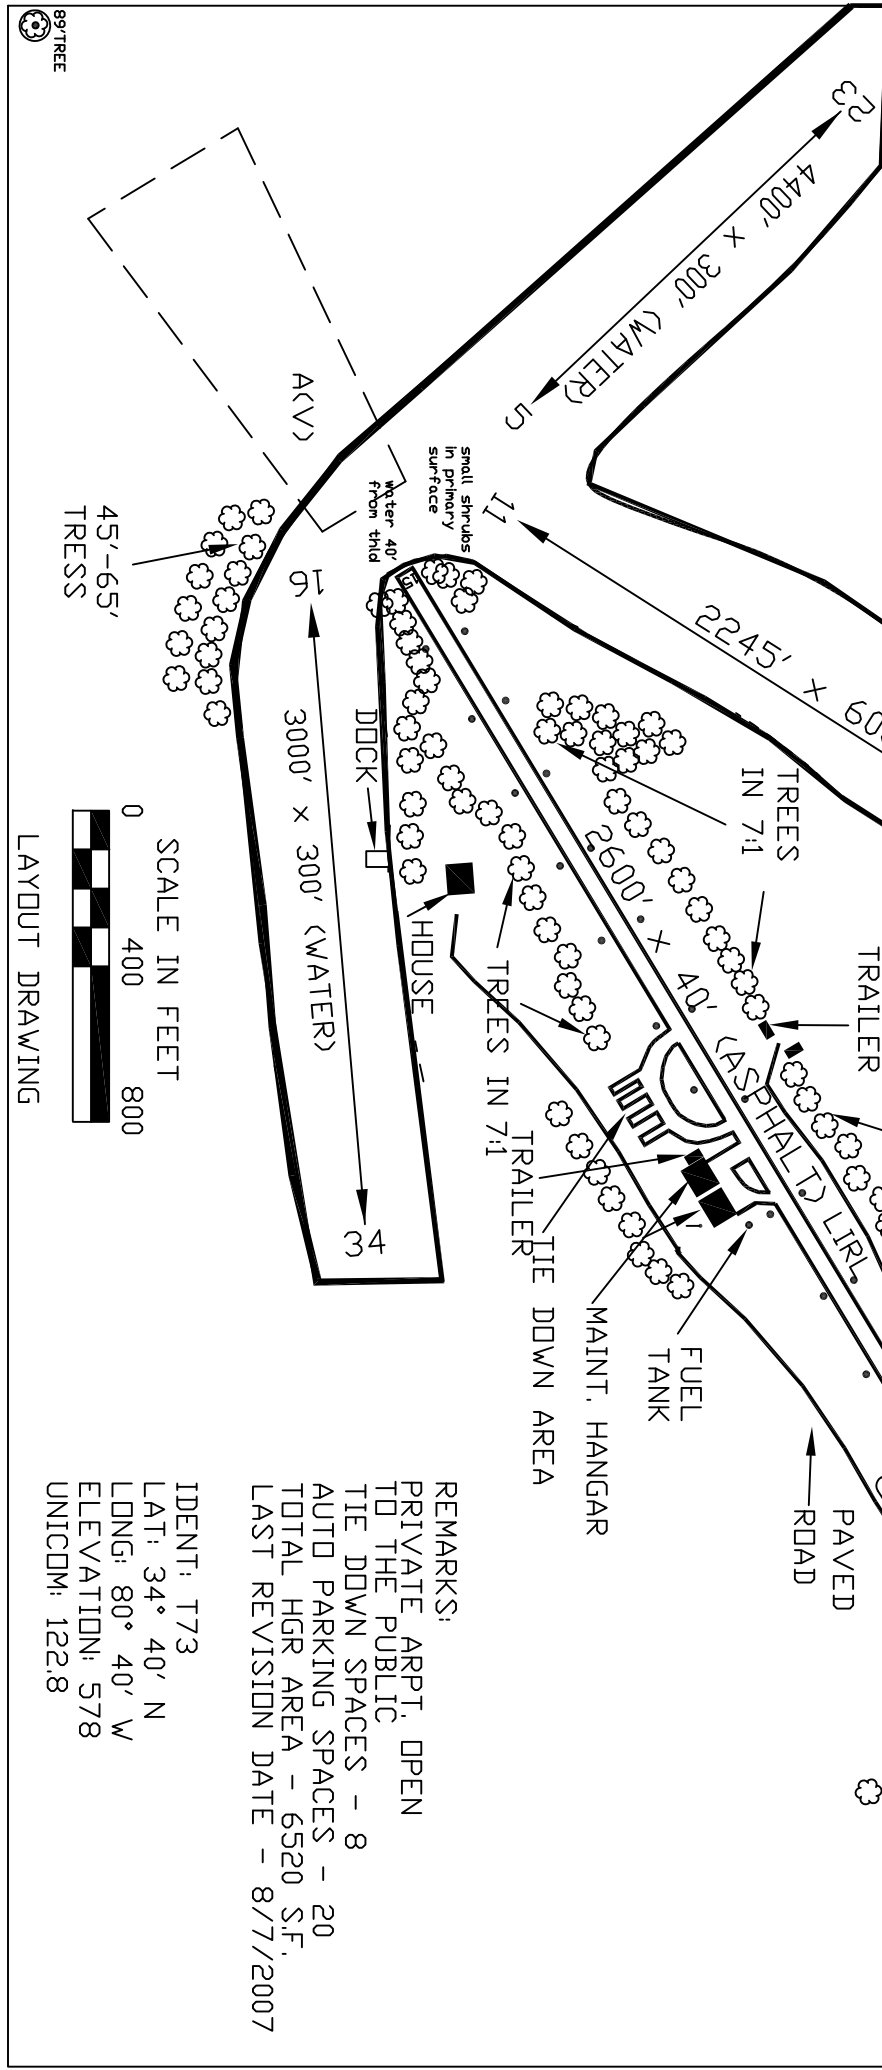 23
4400' x 300' (WATER)
5
11
2245' x 60
TRAILER
PAVED
ROAD
TREES
IN 7:1
2600' x 40' (ASPHALT) LIRL
15
small shrubs
in primary
surface
water 40'
from thld
FUEL
TANK
MAINT. HANGAR
TIE DOWN AREA
TRAILER
TREES IN 7:1
HOUSE
DOCK
A(V)
16
3000' x 300' (WATER)
34
45'-65'
TRESS
89'TREE
SCALE IN FEET
0 400 800
LAYOUT DRAWING
REMARKS:
PRIVATE ARPT. OPEN
TO THE PUBLIC
TIE DOWN SPACES - 8
AUTO PARKING SPACES - 20
TOTAL HGR AREA - 6520 S.F.
LAST REVISION DATE - 8/7/2007
IDENT: T73
LAT: 34° 40' N
LONG: 80° 40' W
ELEVATION: 578
UNICOM: 122.8